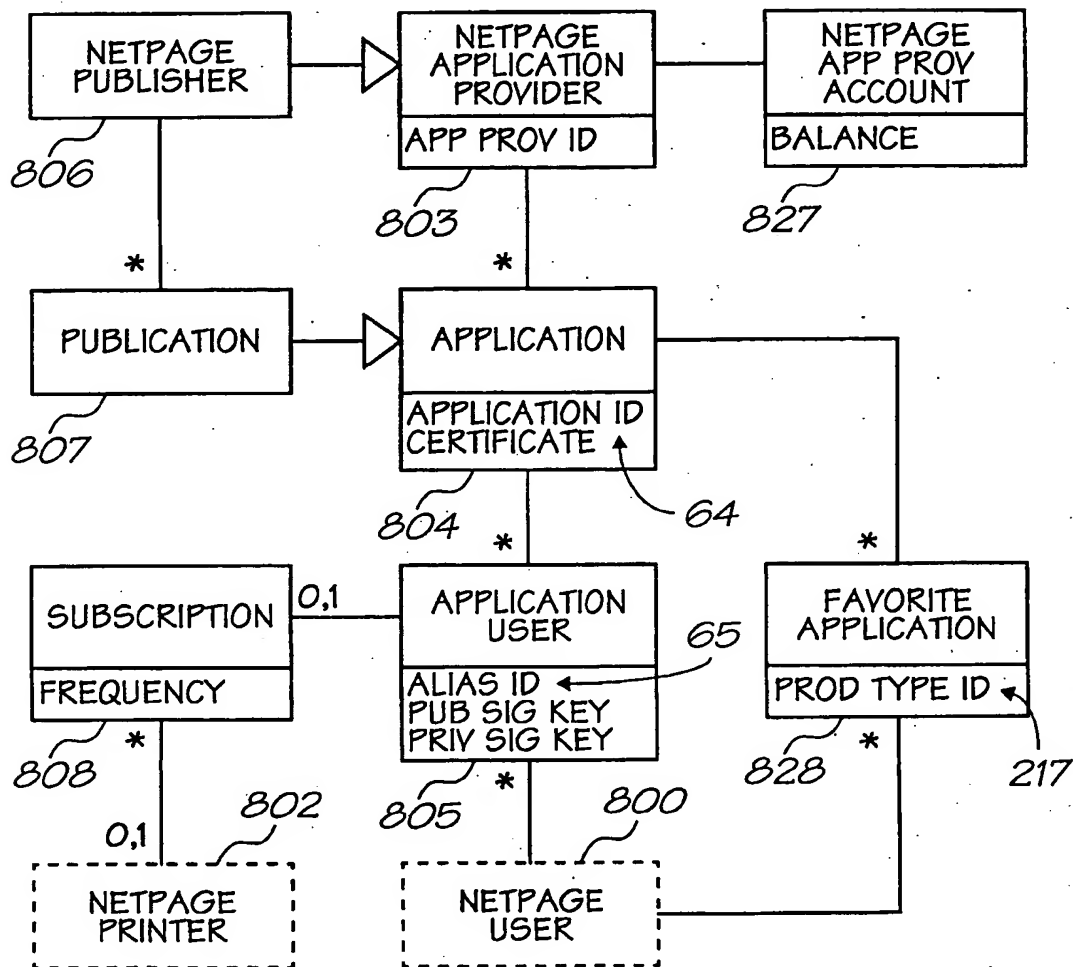 NETPAGE
PUBLISHER
806
NETPAGE
APPLICATION
PROVIDER
APP PROV ID
803
NETPAGE
APP PROV
ACCOUNT
BALANCE
827
*
*
PUBLICATION
807
APPLICATION
APPLICATION ID
CERTIFICATE
804
64
*
*
SUBSCRIPTION
FREQUENCY
808
0,1
APPLICATION
USER
ALIAS ID
PUB SIG KEY
PRIV SIG KEY
805
65
FAVORITE
APPLICATION
PROD TYPE ID
828
217
*
*
*
0,1
802
NETPAGE
PRINTER
800
NETPAGE
USER